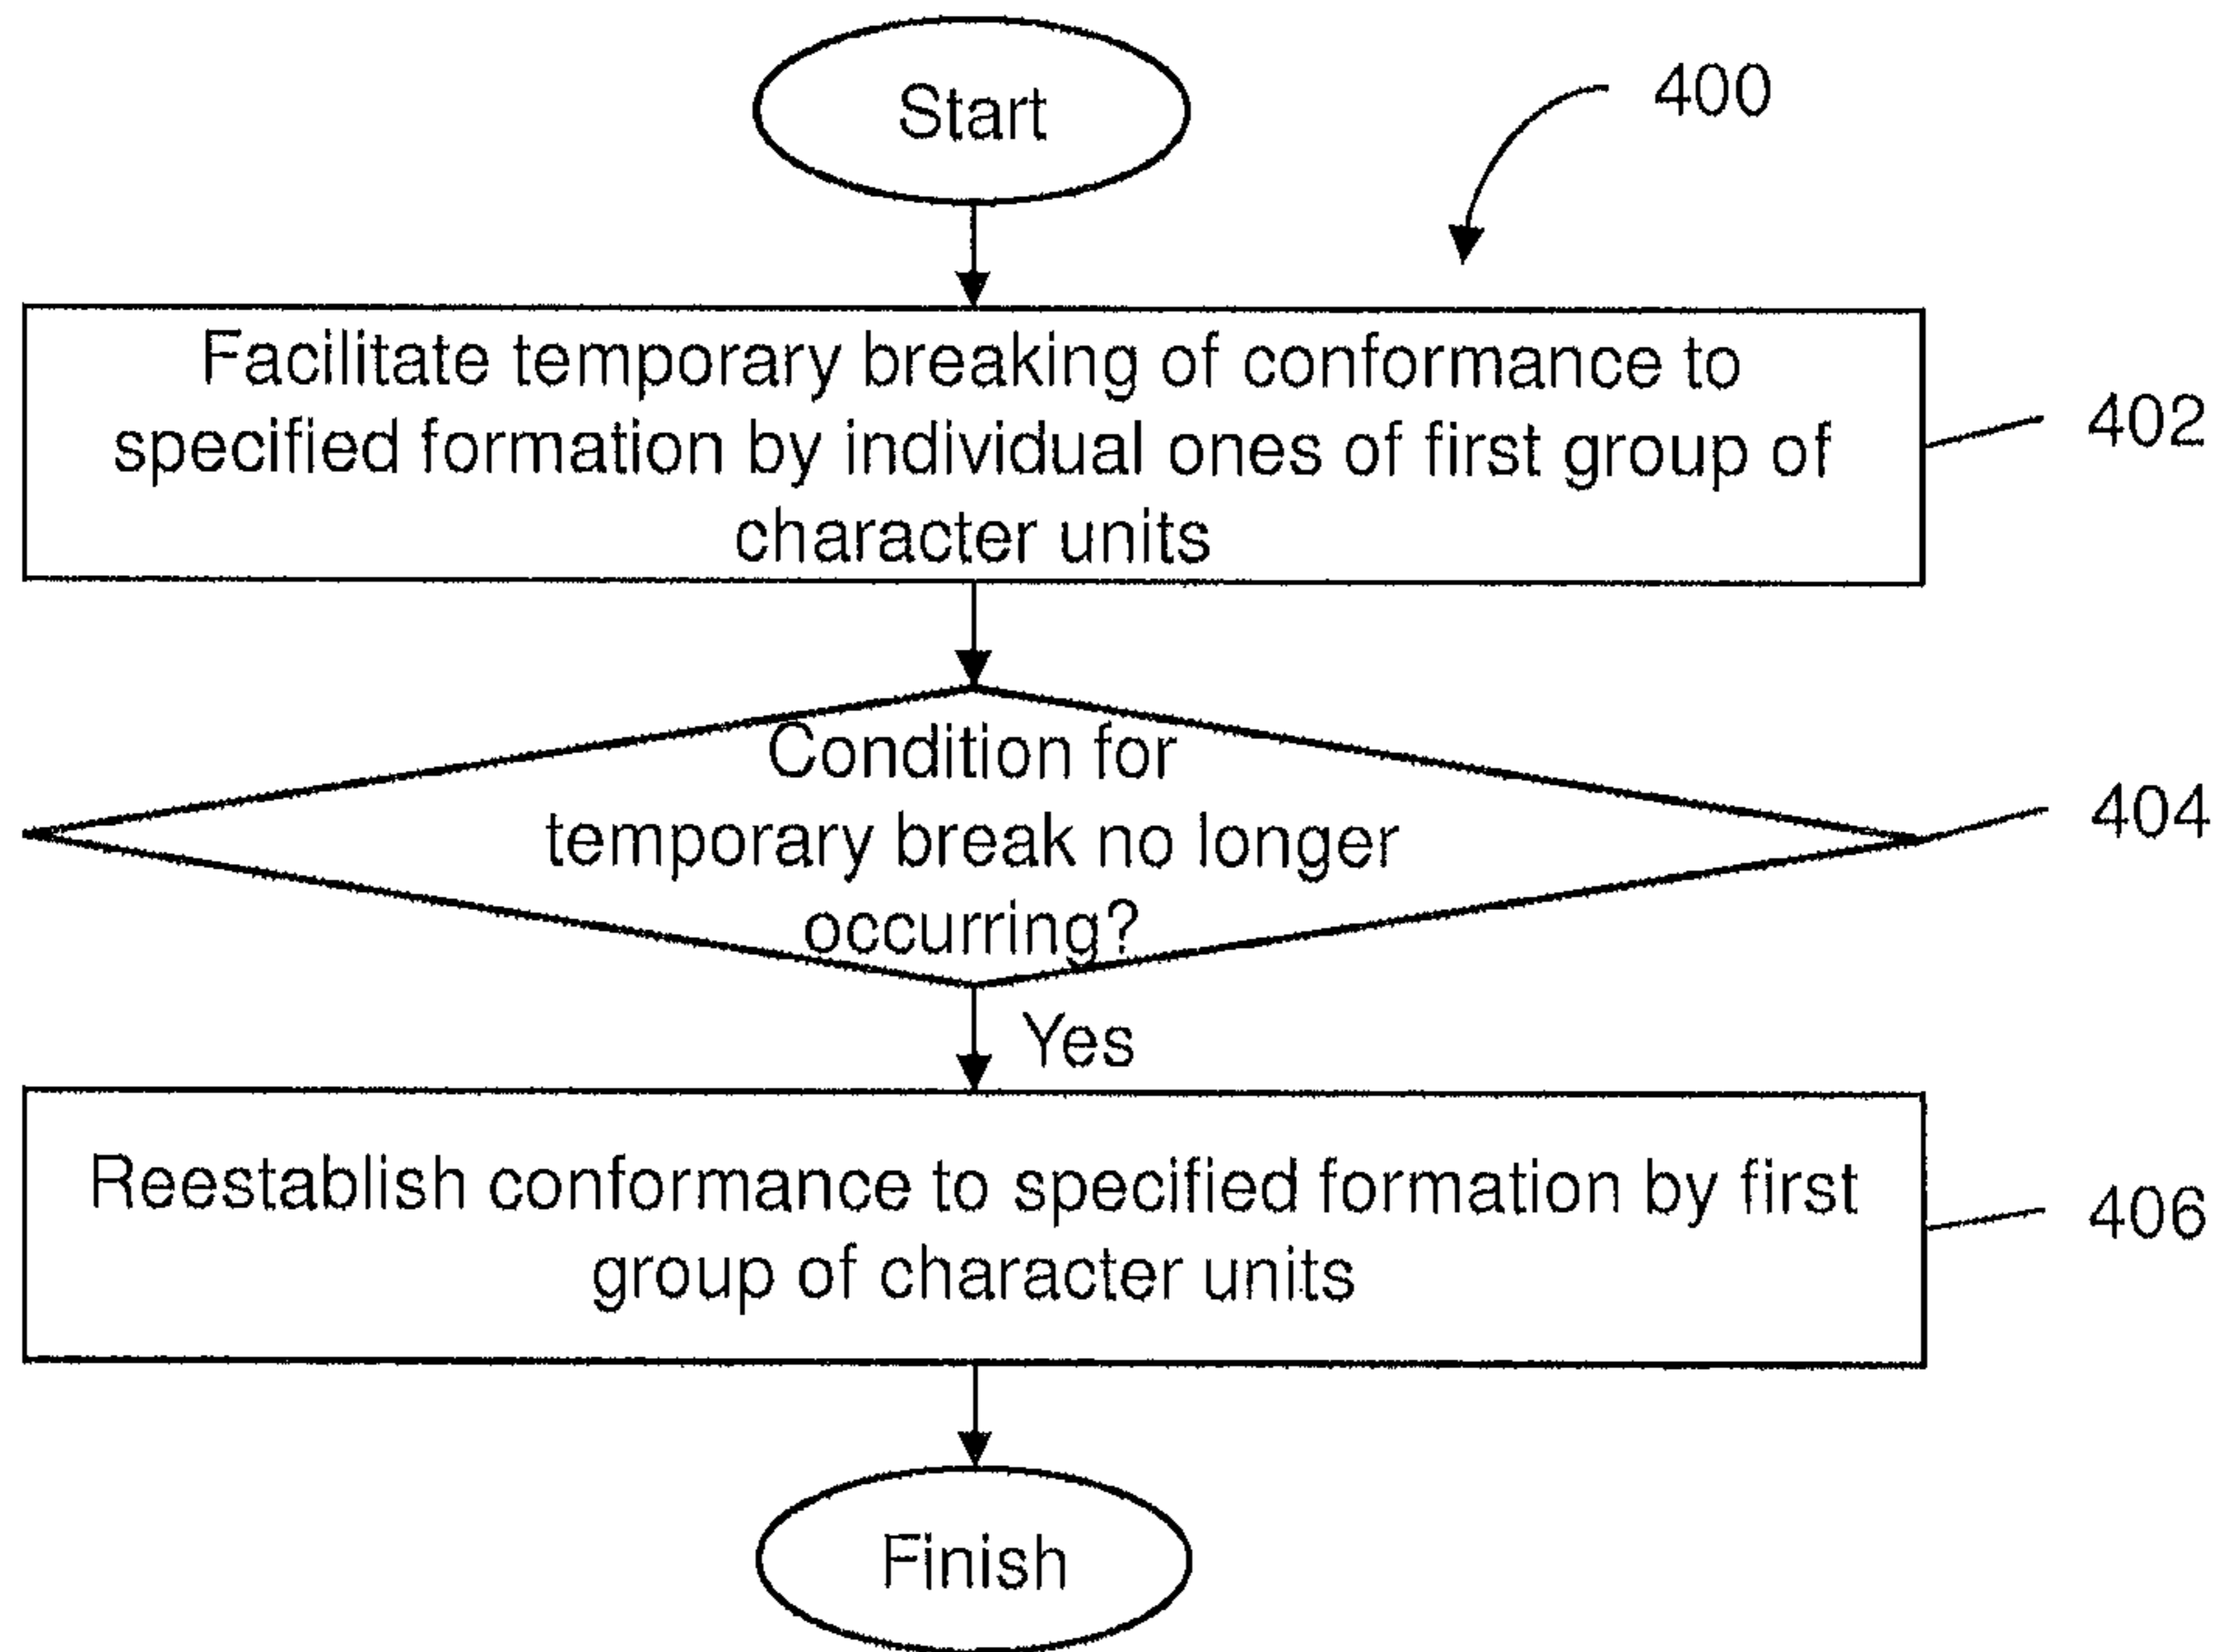 Start
400
Facilitate temporary breaking of conformance to
specified formation by individual ones of first group of
character units
402
Condition for
temporary break no longer
occurring?
404
Yes
Reestablish conformance to specified formation by first
group of character units
406
Finish